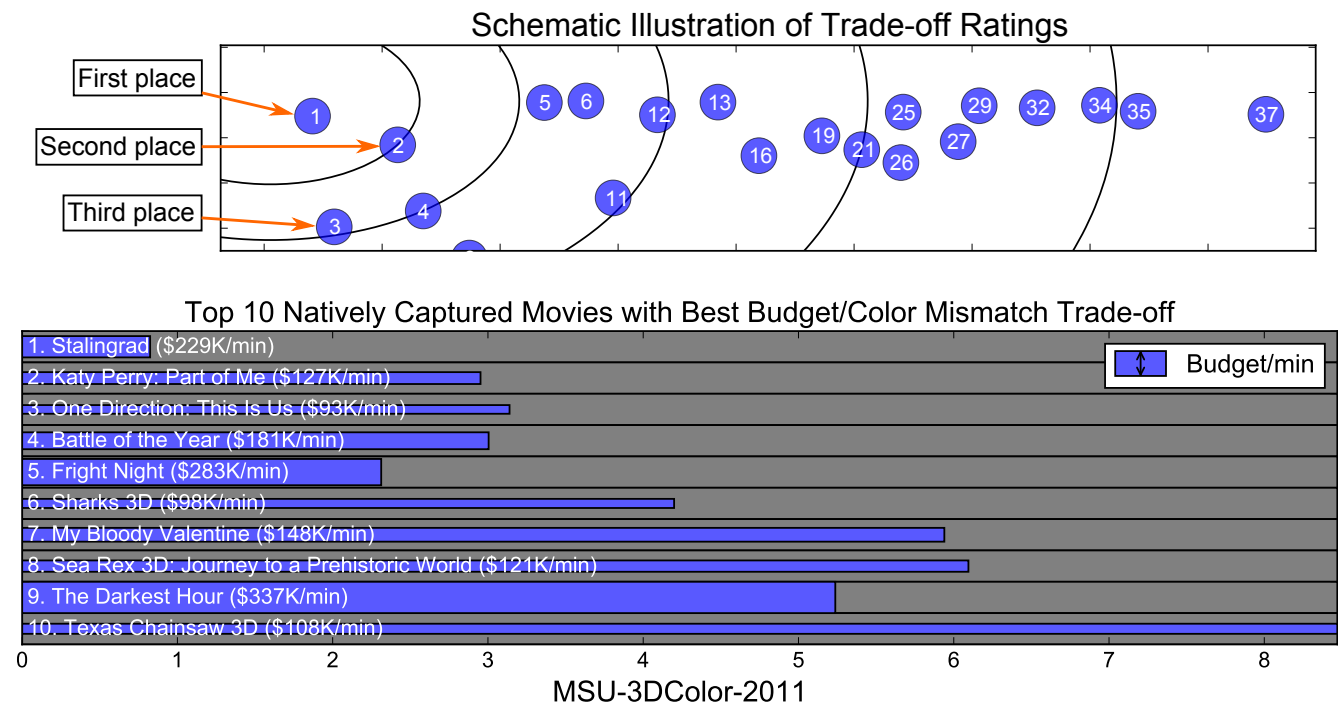 Schematic Illustration of Trade-off Ratings
First place
Second place
Third place
1
2
3
4
5
6
11
12
13
16
19
21
25
26
27
29
32
34
35
37
Top 10 Natively Captured Movies with Best Budget/Color Mismatch Trade-off
1. Stalingrad ($229K/min)
2. Katy Perry: Part of Me ($127K/min)
3. One Direction: This Is Us ($93K/min)
4. Battle of the Year ($181K/min)
5. Fright Night ($283K/min)
6. Sharks 3D ($98K/min)
7. My Bloody Valentine ($148K/min)
8. Sea Rex 3D: Journey to a Prehistoric World ($121K/min)
9. The Darkest Hour ($337K/min)
10. Texas Chainsaw 3D ($108K/min)
Budget/min
0 1 2 3 4 5 6 7 8
MSU-3DColor-2011